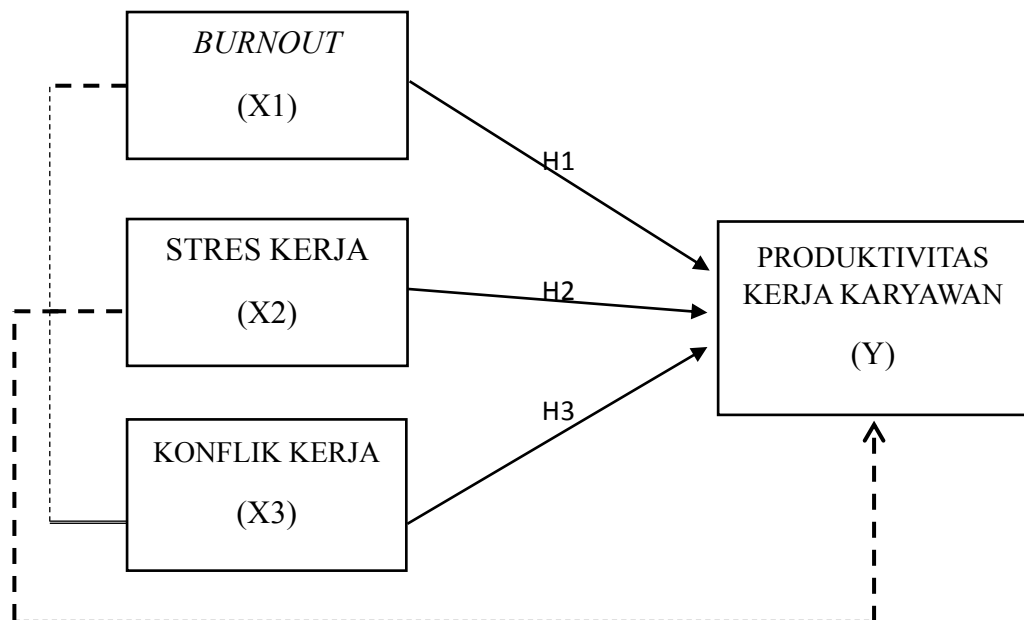 BURNOUT
(X1)
H1
STRES KERJA
(X2)
H2
PRODUKTIVITAS
KERJA KARYAWAN
(Y)
H3
KONFLIK KERJA
(X3)